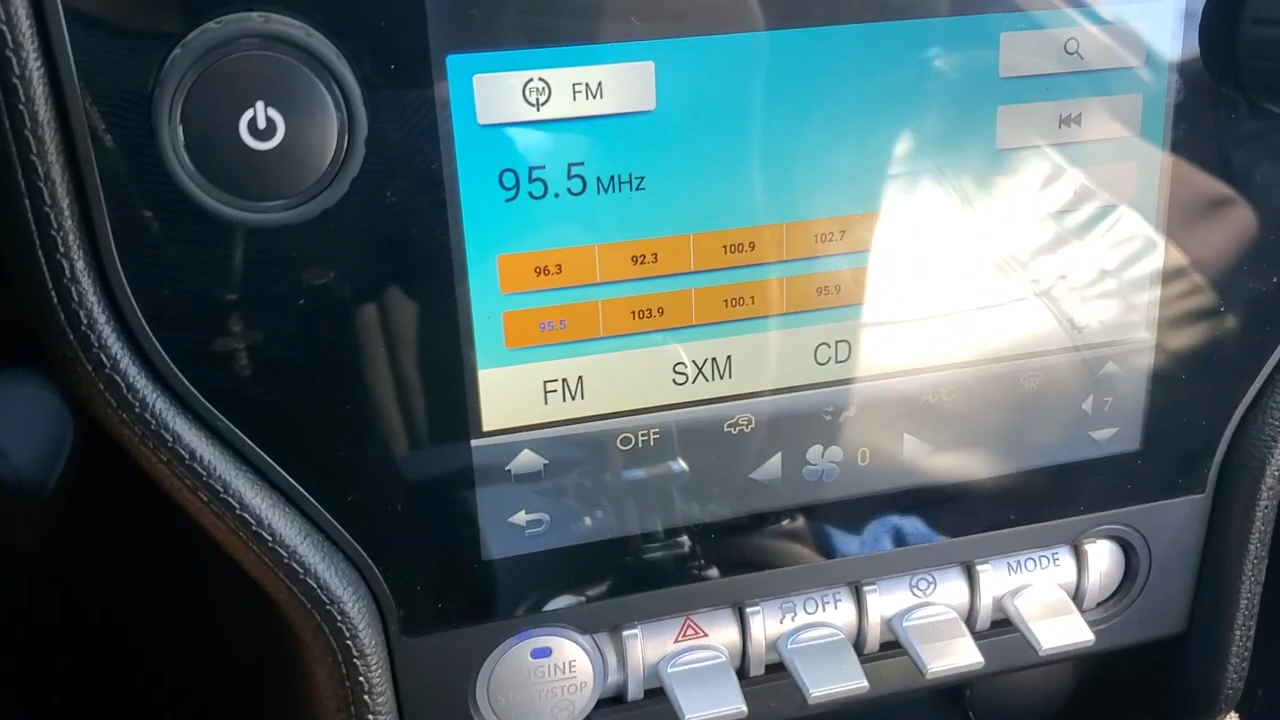 FM FM
95.5 MHz
96.3 92.3 100.9 102.7
95.5 103.9 100.1 95.9
FM SXM CD
OFF A/C 7
0
MODE
OFF
ENGINE
START/STOP